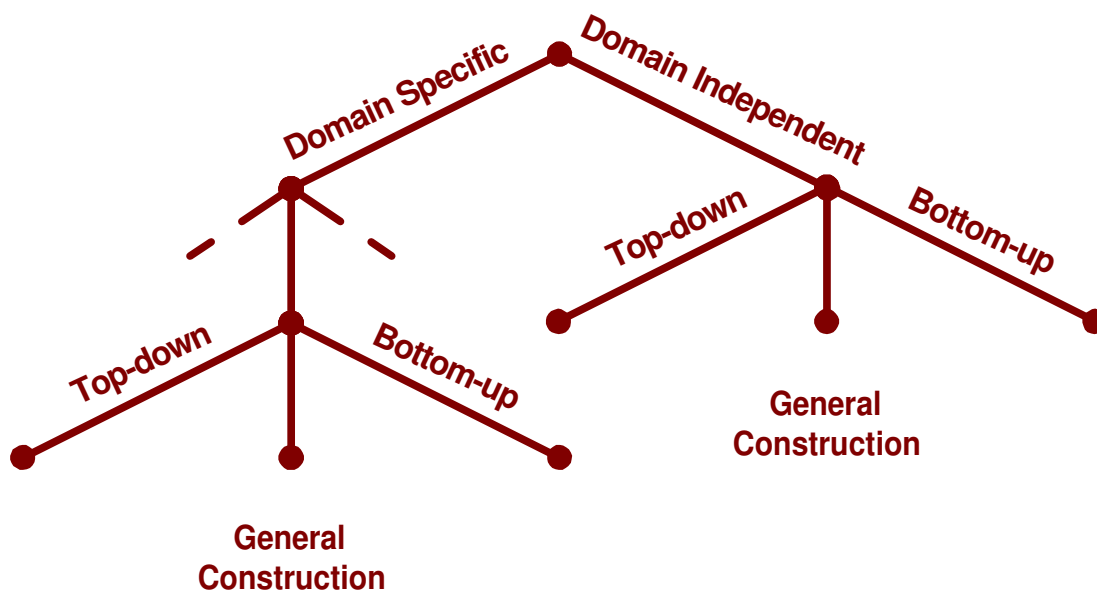 Domain Specific
Domain Independent
Top-down
Bottom-up
Top-down
Bottom-up
General
Construction
General
Construction